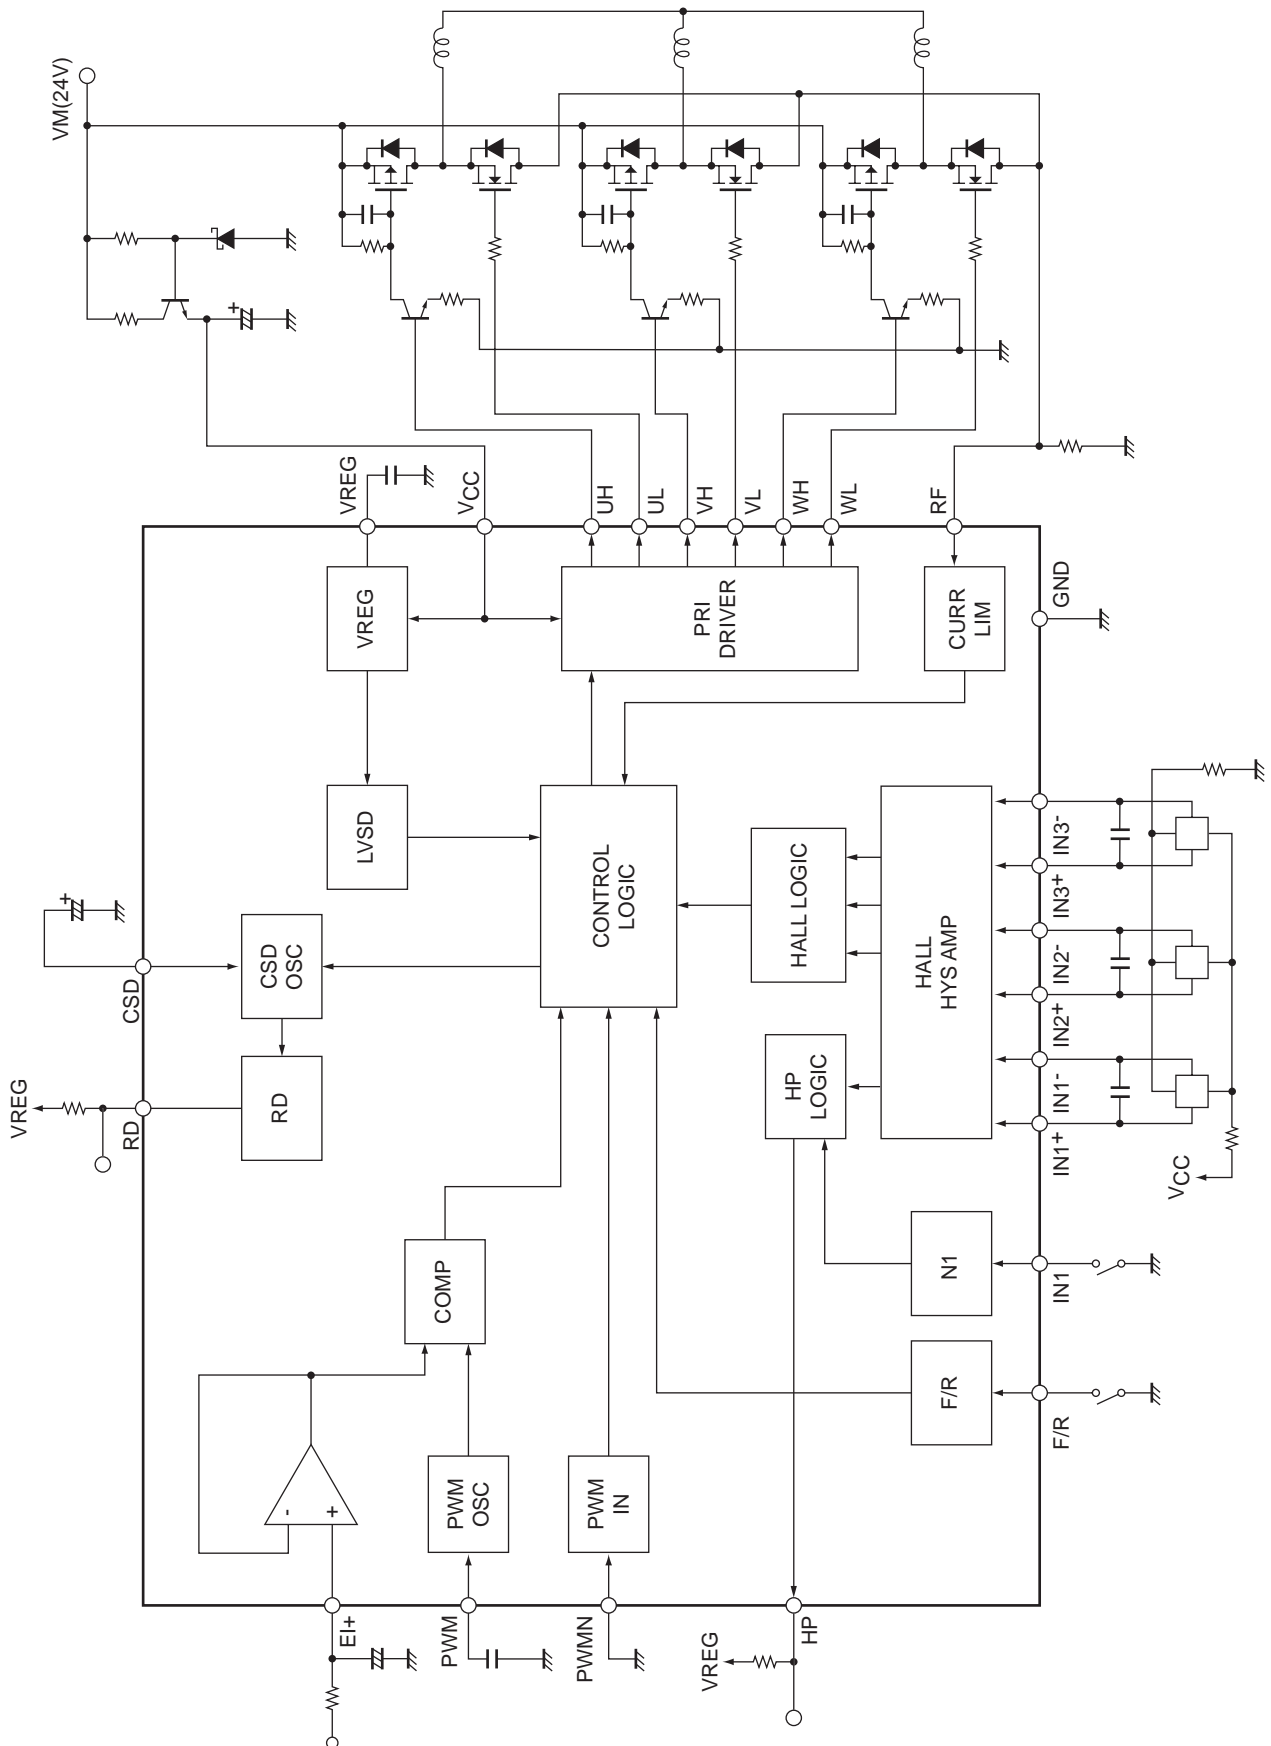 VM(24V)
+
VREG
VCC
UH
UL
VH
VL
WH
WL
RF
VREG
PRI
DRIVER
CURR
LIM
GND
LVSD
CONTROL
LOGIC
HALL LOGIC
HALL
HYS AMP
IN3-
IN3+
IN2-
IN2+
IN1-
IN1+
VCC
+
CSD
CSD
OSC
VREG
RD
RD
HP
LOGIC
COMP
N1
IN1
F/R
F/R
-
+
PWM
OSC
PWM
IN
EI+
PWM
PWMN
VREG
HP